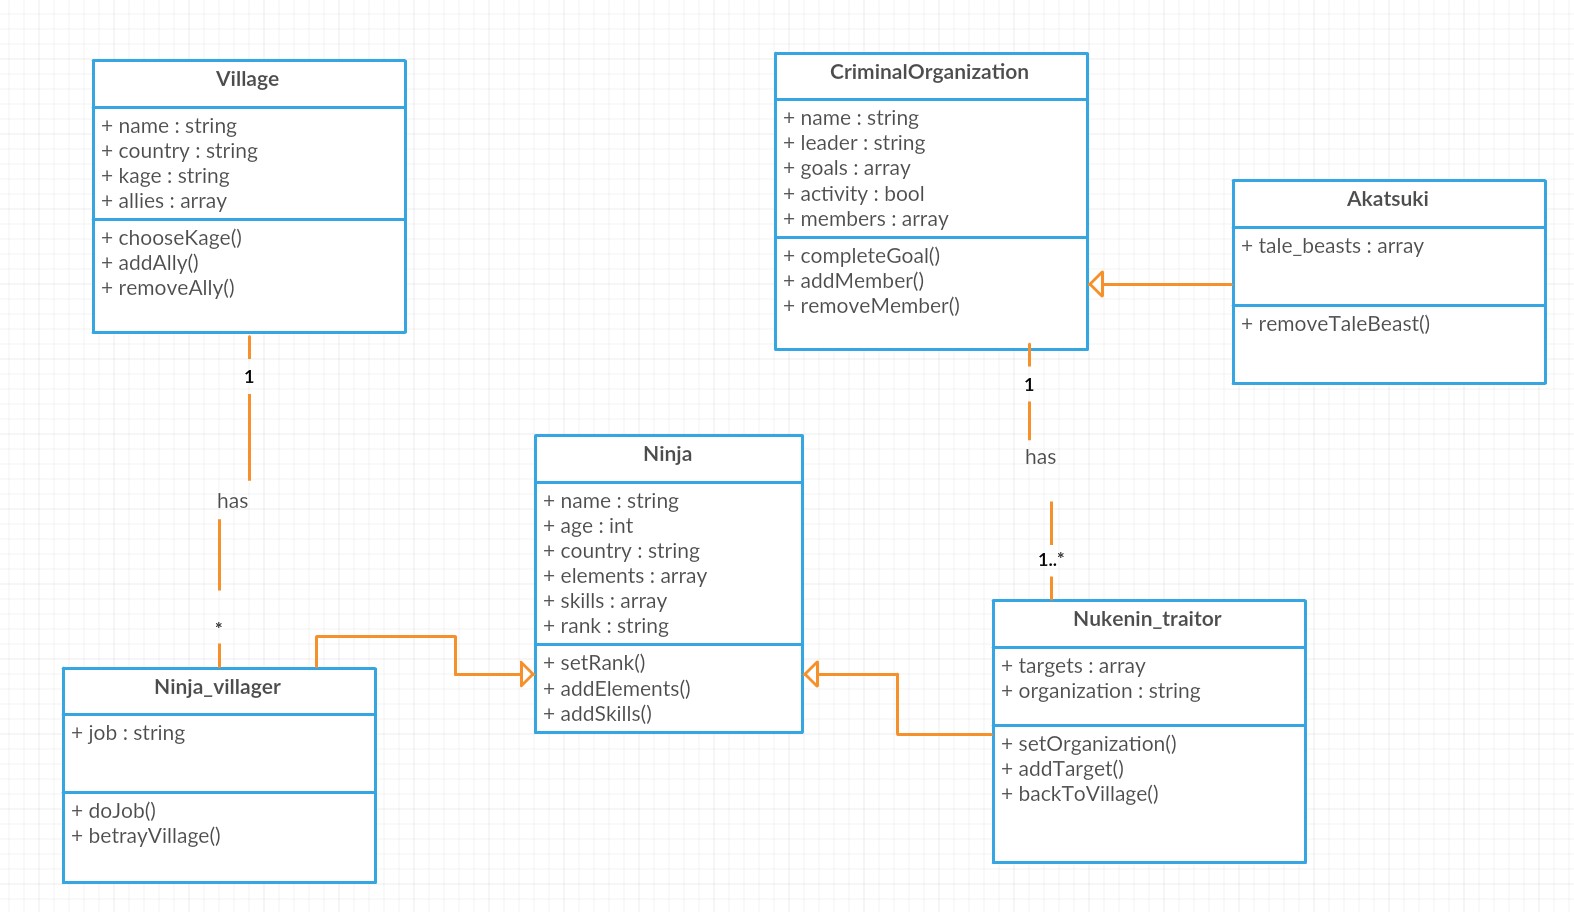 Village
+ name : string
+ country : string
+ kage : string
+ allies : array
+ chooseKage()
+ addAlly()
+ removeAlly()
CriminalOrganization
+ name : string
+ leader : string
+ goals : array
+ activity : bool
+ members : array
+ completeGoal()
+ addMember()
+ removeMember()
Akatsuki
+ tale_beasts : array
+ removeTaleBeast()
1
has
*
1
has
1..*
Ninja
+ name : string
+ age : int
+ country : string
+ elements : array
+ skills : array
+ rank : string
+ setRank()
+ addElements()
+ addSkills()
Ninja_villager
+ job : string
+ doJob()
+ betrayVillage()
Nukenin_traitor
+ targets : array
+ organization : string
+ setOrganization()
+ addTarget()
+ backToVillage()